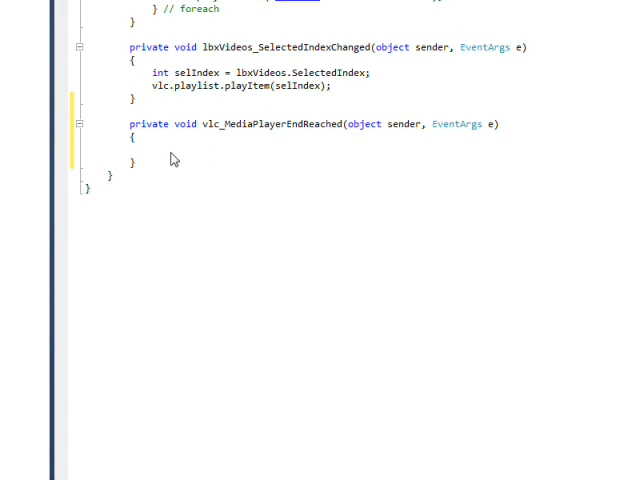 } // foreach
}
private void lbxVideos_SelectedIndexChanged(object sender, EventArgs e)
{
int selIndex = lbxVideos.SelectedIndex;
vlc.playlist.playItem(selIndex);
}
private void vlc_MediaPlayerEndReached(object sender, EventArgs e)
{
}
}
}